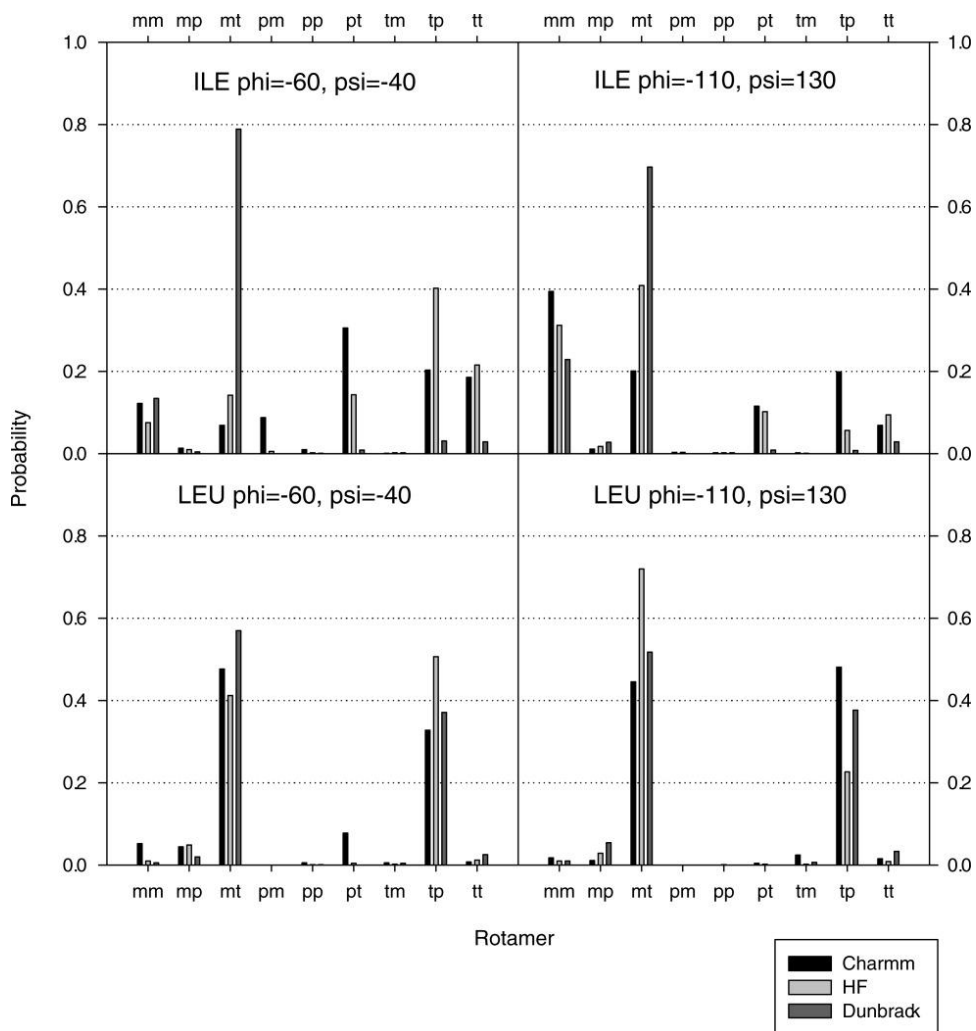 mm mp mt pm pp pt tm tp tt mm mp mt pm pp pt tm tp tt
1.0 1.0
ILE phi=-60, psi=-40 ILE phi=-110, psi=130
0.8 0.8
0.6 0.6
0.4 0.4
0.2 0.2
0.0 0.0
Probability
LEU phi=-60, psi=-40 LEU phi=-110, psi=130
0.8 0.8
0.6 0.6
0.4 0.4
0.2 0.2
0.0 0.0
mm mp mt pm pp pt tm tp tt mm mp mt pm pp pt tm tp tt
Rotamer
Charmm
HF
Dunbrack